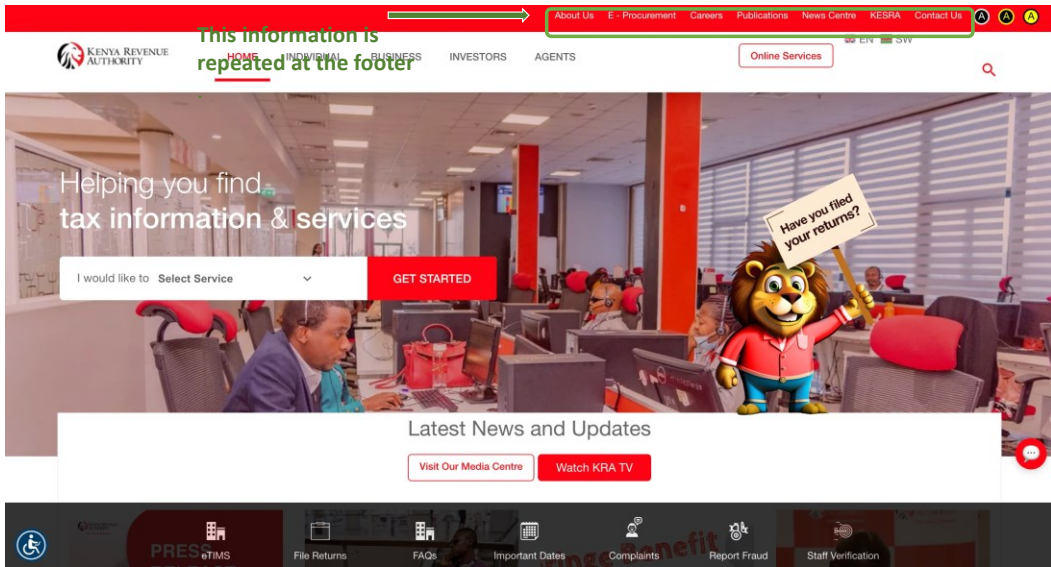 About Us E - Procurement Careers Publications News Centre KESRA Contact Us A A A
This information is
repeated at the footer
EN SW
KENYA REVENUE
AUTHORITY
HOME INDIVIDUAL BUSINESS INVESTORS AGENTS
Online Services
Helping you find
tax information & services
I would like to Select Service
GET STARTED
Have you filed
your returns?
Latest News and Updates
Visit Our Media Centre
Watch KRA TV
PRESS
eTIMS File Returns FAQs Important Dates Complaints Report Fraud Staff Verification